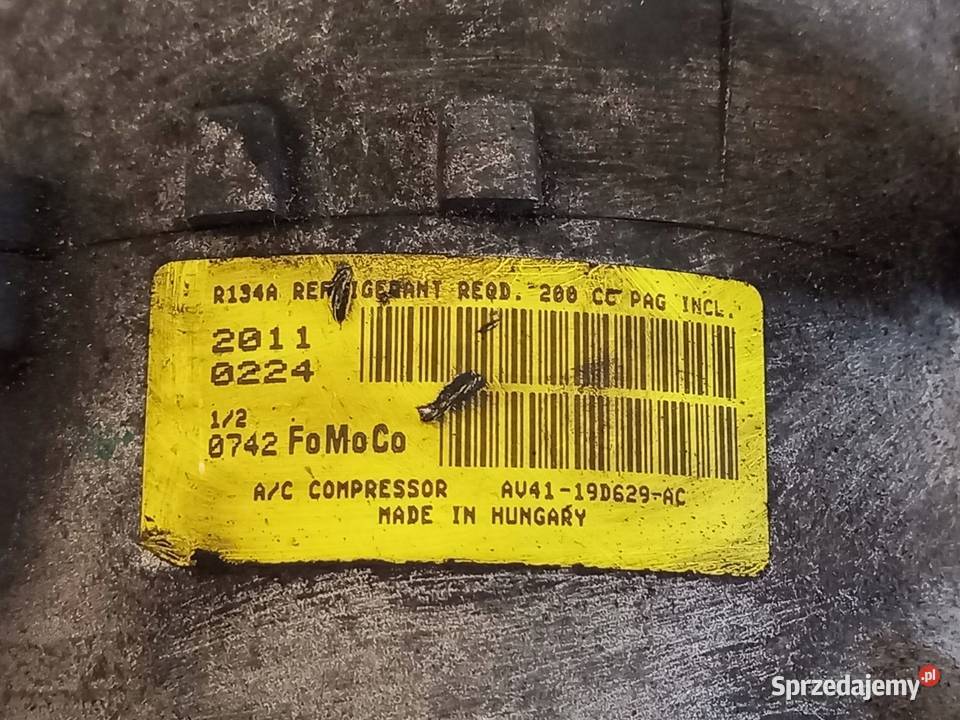 R134A REFRIGERANT REQD. 200 CC PAG INCL.
2011
0224
1/2
0742 FoMoCo
A/C COMPRESSOR AV41-19D629-AC
MADE IN HUNGARY
Sprzedajemy.pl